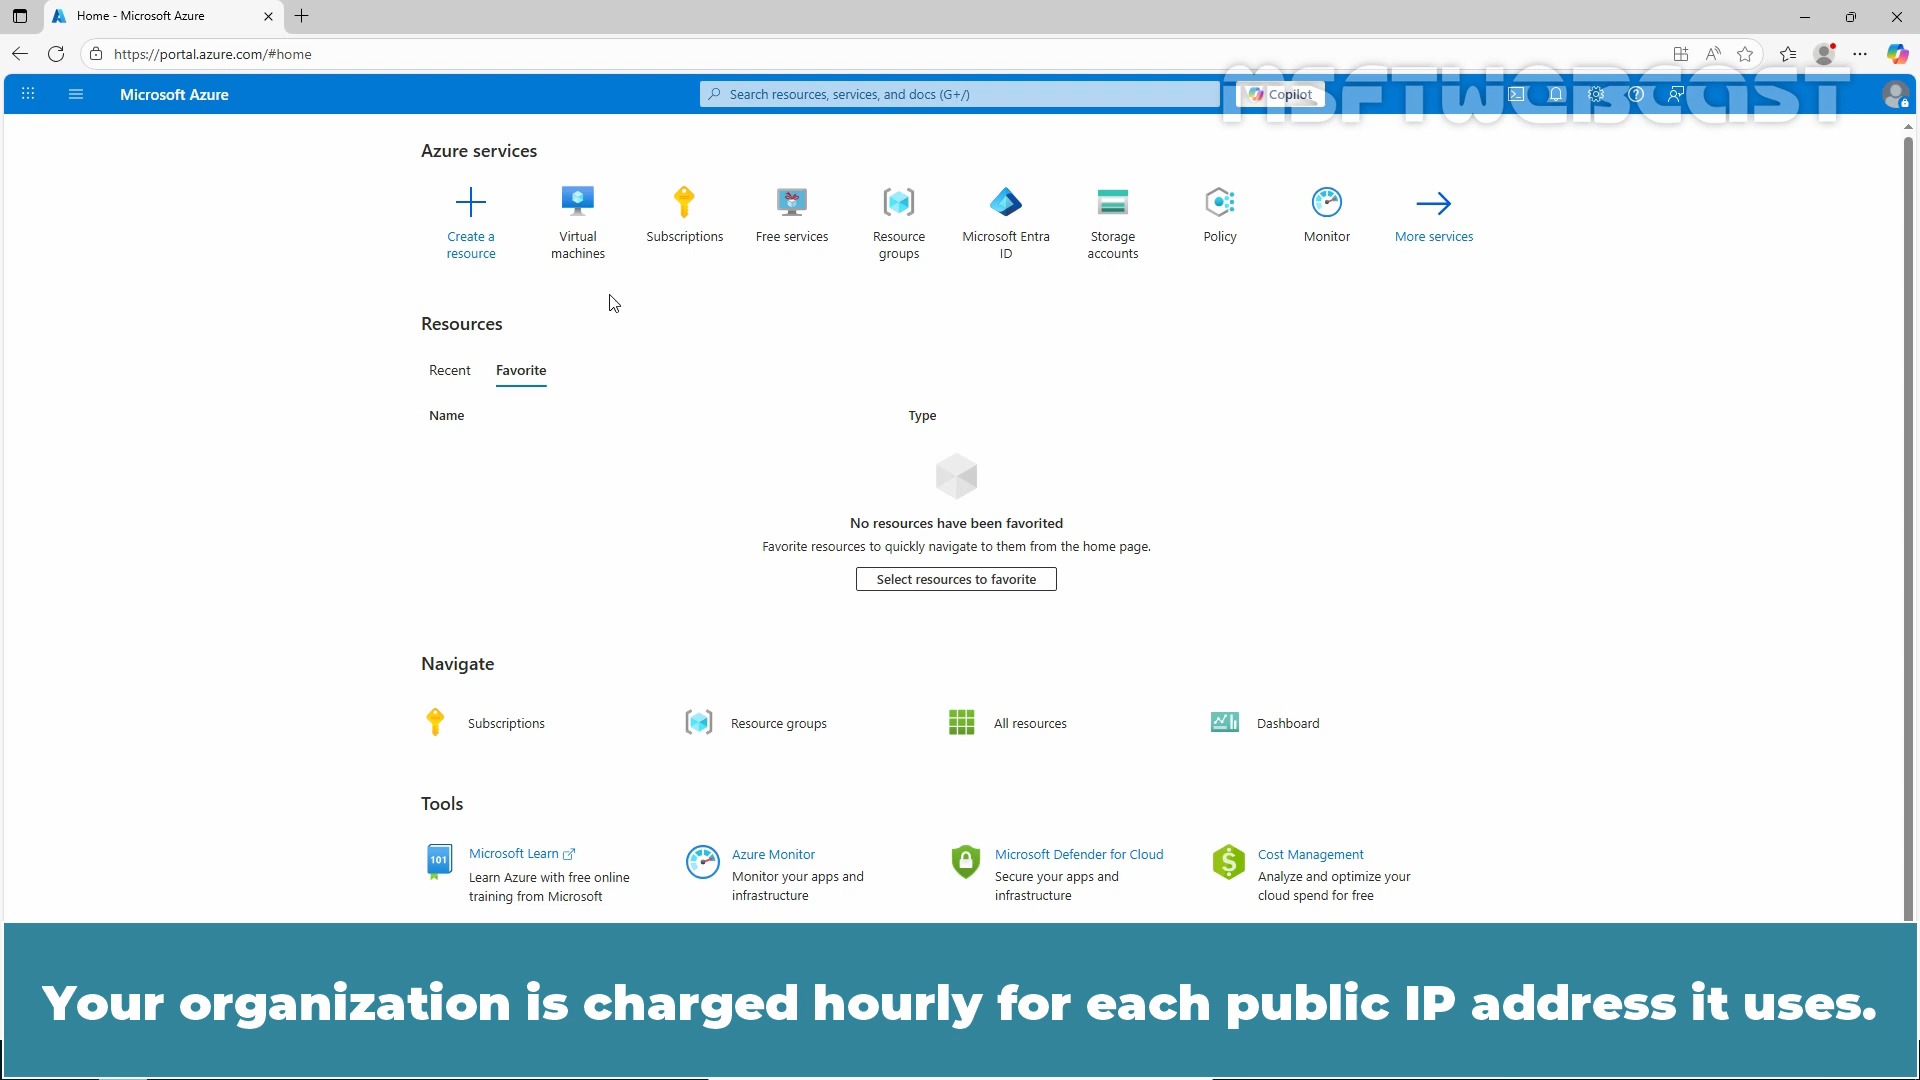 Home - Microsoft Azure
https://portal.azure.com/#home
MSFTWEBCAST
Microsoft Azure
Search resources, services, and docs (G+/)
Copilot
Azure services
Create a resource
Virtual machines
Subscriptions
Free services
Resource groups
Microsoft Entra ID
Storage accounts
Policy
Monitor
More services
Resources
Recent
Favorite
Name
Type
No resources have been favorited
Favorite resources to quickly navigate to them from the home page.
Select resources to favorite
Navigate
Subscriptions
Resource groups
All resources
Dashboard
Tools
101
Microsoft Learn
Learn Azure with free online
training from Microsoft
Azure Monitor
Monitor your apps and
infrastructure
Microsoft Defender for Cloud
Secure your apps and
infrastructure
Cost Management
Analyze and optimize your
cloud spend for free
Your organization is charged hourly for each public IP address it uses.